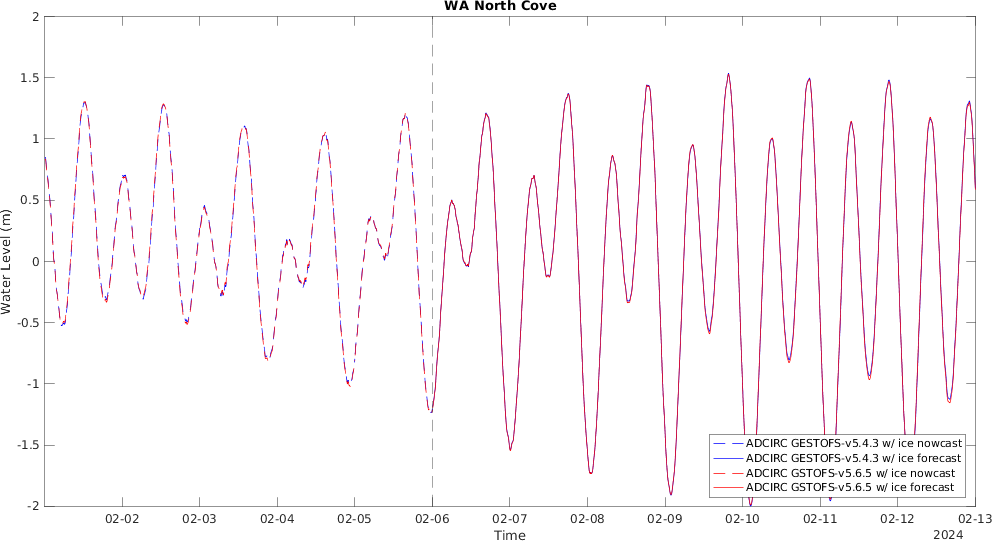 WA North Cove
2
1.5
1
0.5
0
-0.5
-1
-1.5
-2
Water Level (m)
ADCIRC GESTOFS-v5.4.3 w/ ice nowcast
ADCIRC GESTOFS-v5.4.3 w/ ice forecast
ADCIRC GSTOFS-v5.6.5 w/ ice nowcast
ADCIRC GSTOFS-v5.6.5 w/ ice forecast
02-02 02-03 02-04 02-05 02-06 02-07 02-08 02-09 02-10 02-11 02-12 02-13
Time
2024